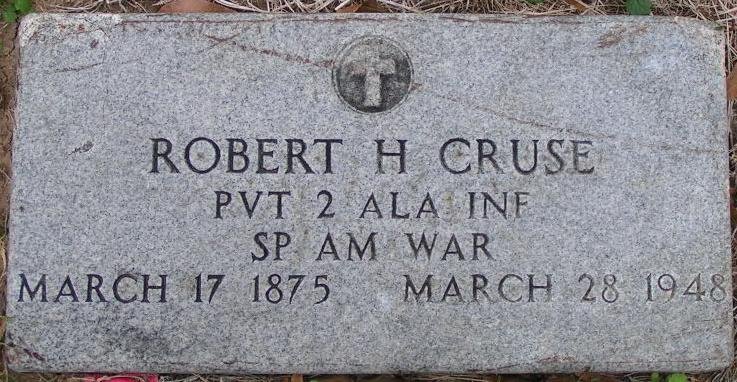 ROBERT H CRUSE
PVT 2 ALA INF
SP AM WAR
MARCH 17 1875 MARCH 28 1948